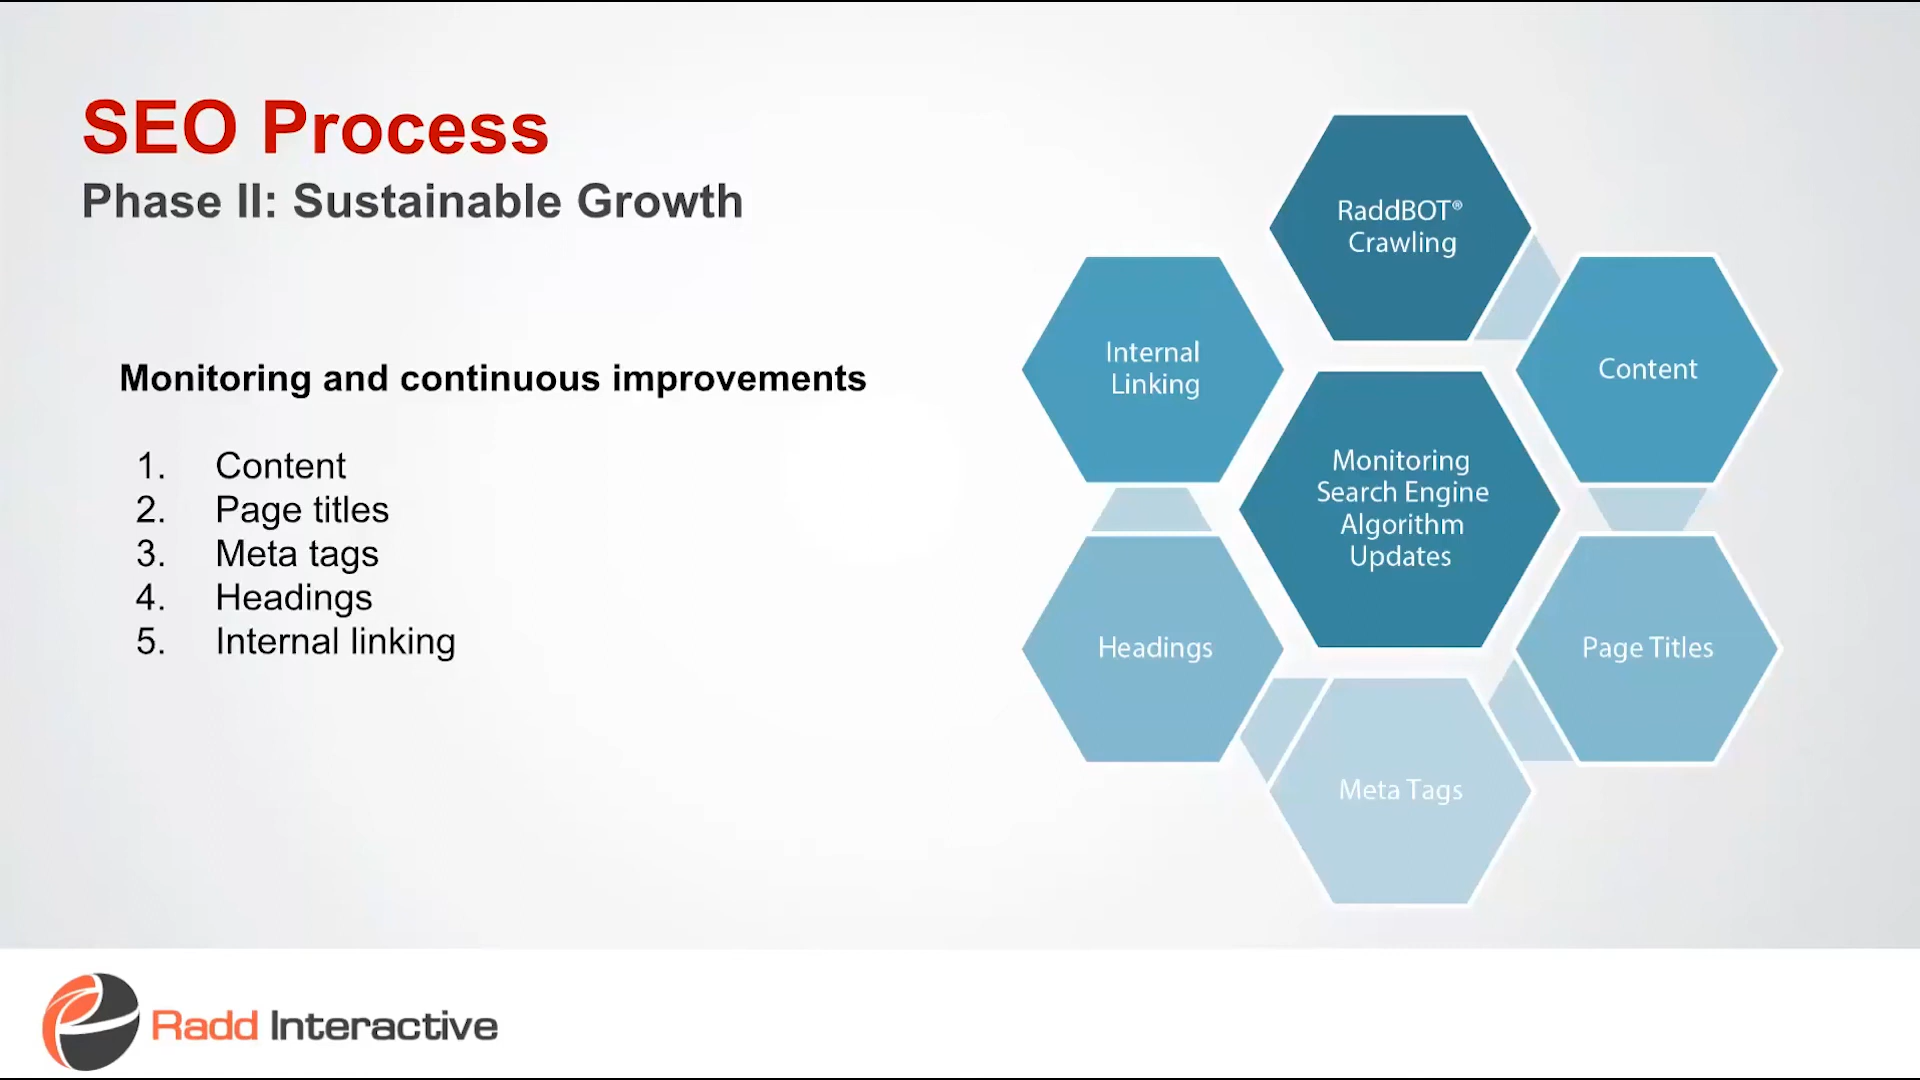 SEO Process
Phase II: Sustainable Growth
Monitoring and continuous improvements
1. Content
2. Page titles
3. Meta tags
4. Headings
5. Internal linking
RaddBOT®
Crawling
Content
Page Titles
Meta Tags
Headings
Internal
Linking
Monitoring
Search Engine
Algorithm
Updates
Radd Interactive